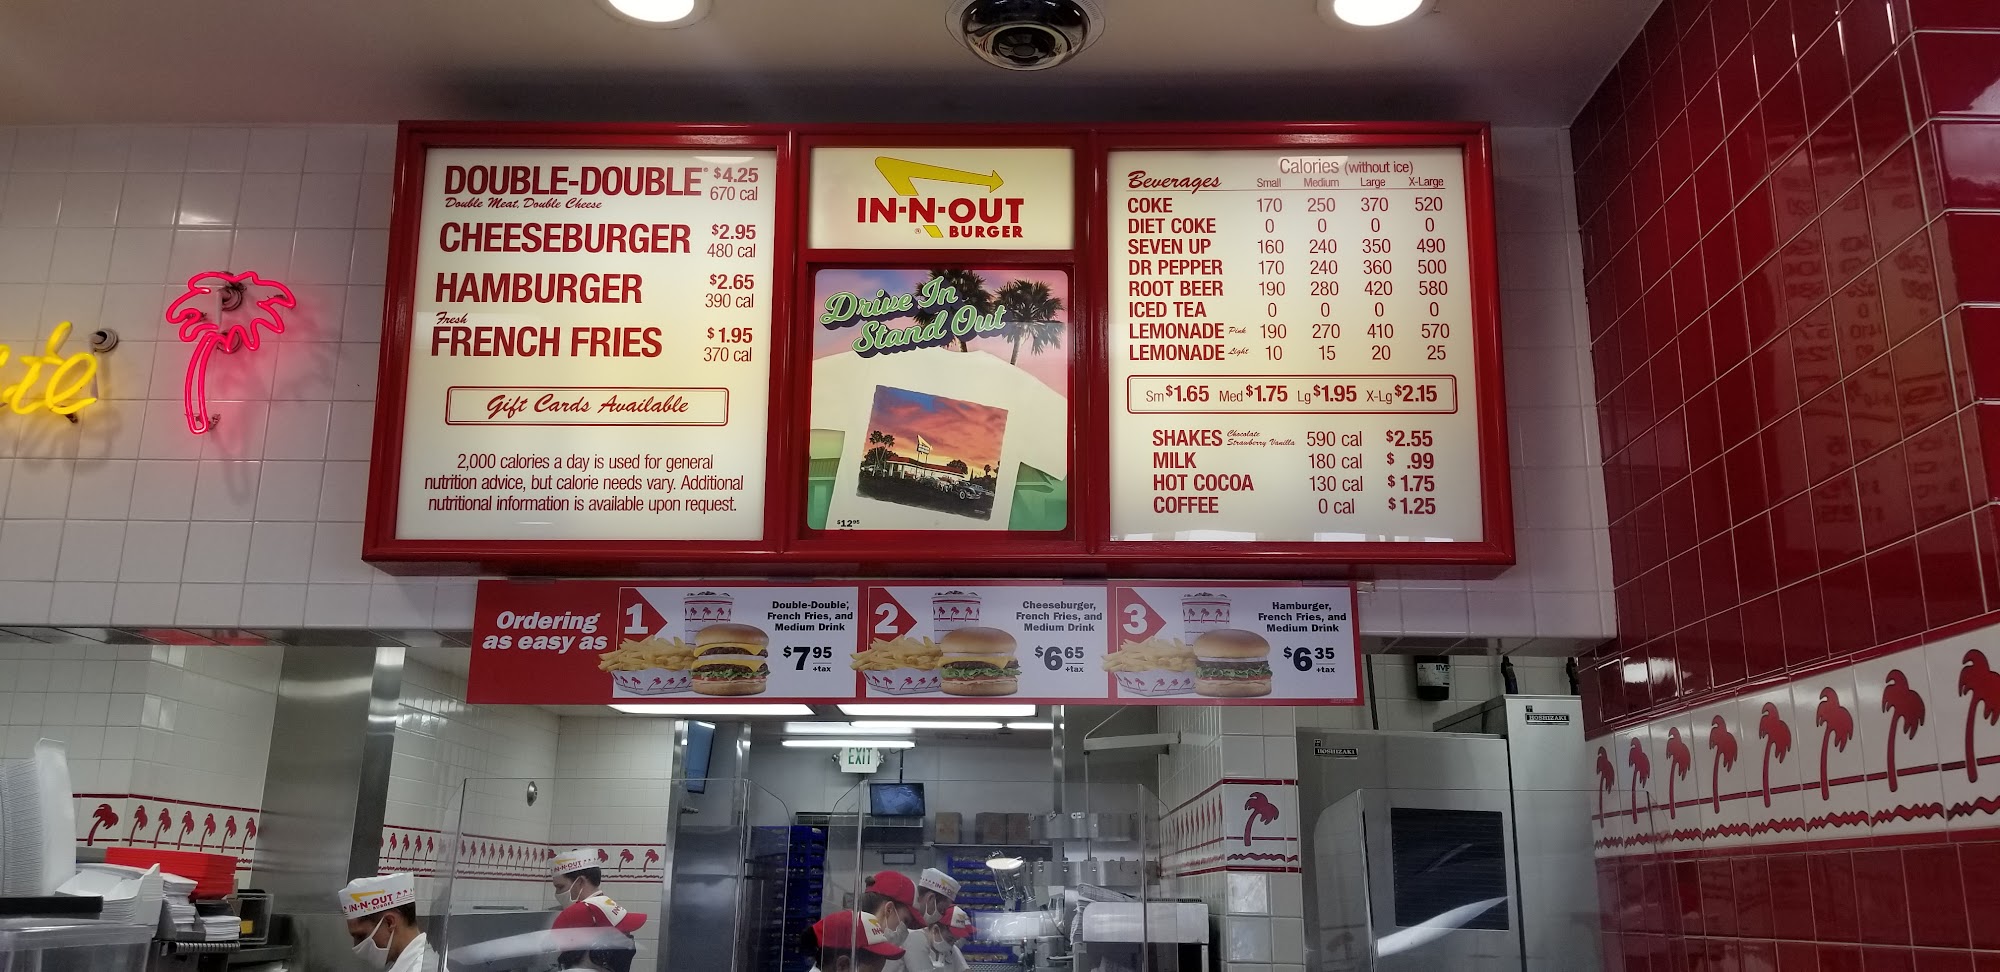 DOUBLE-DOUBLE® $4.25
Double Meat, Double Cheese 670 cal
CHEESEBURGER $2.95
480 cal
HAMBURGER $2.65
390 cal
Fresh
FRENCH FRIES $1.95
370 cal
Gift Cards Available
2,000 calories a day is used for general
nutrition advice, but calorie needs vary. Additional
nutritional information is available upon request.
IN-N-OUT
® BURGER
Drive In
Stand Out
$12.95
Calories (without ice)
Beverages Small Medium Large X-Large
COKE 170 250 370 520
DIET COKE 0 0 0 0
SEVEN UP 160 240 350 490
DR PEPPER 170 240 360 500
ROOT BEER 190 280 420 580
ICED TEA 0 0 0 0
LEMONADE Pink 190 270 410 570
LEMONADE Light 10 15 20 25
Sm $1.65 Med $1.75 Lg $1.95 X-Lg $2.15
SHAKES Chocolate Strawberry Vanilla 590 cal $2.55
MILK 180 cal $ .99
HOT COCOA 130 cal $1.75
COFFEE 0 cal $1.25
Ordering
as easy as
1
Double-Double,®
French Fries, and
Medium Drink
$7.95
+tax
2
Cheeseburger,
French Fries, and
Medium Drink
$6.65
+tax
3
Hamburger,
French Fries, and
Medium Drink
$6.35
+tax
EXIT
HOSHIZAKI
HOSHIZAKI
IN-N-OUT
BURGER
IN-N-OUT